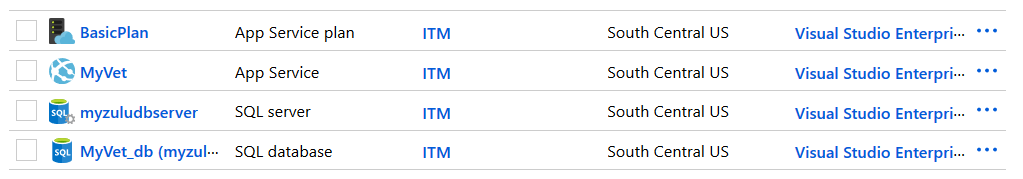 BasicPlan App Service plan ITM South Central US Visual Studio Enterpri··· ···
MyVet App Service ITM South Central US Visual Studio Enterpri··· ···
SQL myzuludbserver SQL server ITM South Central US Visual Studio Enterpri··· ···
SQL MyVet_db (myzul··· SQL database ITM South Central US Visual Studio Enterpri··· ···